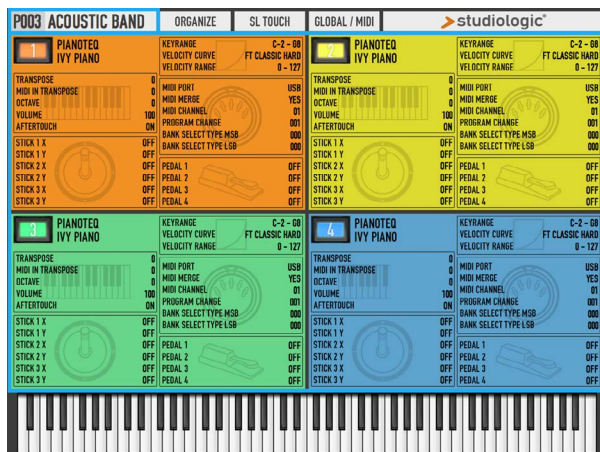 P003 ACOUSTIC BAND ORGANIZE SL TOUCH GLOBAL / MIDI studiologic®
1 PIANOTEQ
IVY PIANO
KEYRANGE C-2 - G8
VELOCITY CURVE FT CLASSIC HARD
VELOCITY RANGE 0 - 127
TRANSPOSE 0
MIDI IN TRANSPOSE 0
OCTAVE 0
VOLUME 100
AFTERTOUCH ON
MIDI PORT USB
MIDI MERGE YES
MIDI CHANNEL 01
PROGRAM CHANGE 001
BANK SELECT TYPE MSB 000
BANK SELECT TYPE LSB 000
STICK 1 X OFF
STICK 1 Y OFF
STICK 2 X OFF
STICK 2 Y OFF
STICK 3 X OFF
STICK 3 Y OFF
PEDAL 1 OFF
PEDAL 2 OFF
PEDAL 3 OFF
PEDAL 4 OFF
2 PIANOTEQ
IVY PIANO
KEYRANGE C-2 - G8
VELOCITY CURVE FT CLASSIC HARD
VELOCITY RANGE 0 - 127
TRANSPOSE 0
MIDI IN TRANSPOSE 0
OCTAVE 0
VOLUME 100
AFTERTOUCH ON
MIDI PORT USB
MIDI MERGE YES
MIDI CHANNEL 01
PROGRAM CHANGE 001
BANK SELECT TYPE MSB 000
BANK SELECT TYPE LSB 000
STICK 1 X OFF
STICK 1 Y OFF
STICK 2 X OFF
STICK 2 Y OFF
STICK 3 X OFF
STICK 3 Y OFF
PEDAL 1 OFF
PEDAL 2 OFF
PEDAL 3 OFF
PEDAL 4 OFF
3 PIANOTEQ
IVY PIANO
KEYRANGE C-2 - G8
VELOCITY CURVE FT CLASSIC HARD
VELOCITY RANGE 0 - 127
TRANSPOSE 0
MIDI IN TRANSPOSE 0
OCTAVE 0
VOLUME 100
AFTERTOUCH ON
MIDI PORT USB
MIDI MERGE YES
MIDI CHANNEL 01
PROGRAM CHANGE 001
BANK SELECT TYPE MSB 000
BANK SELECT TYPE LSB 000
STICK 1 X OFF
STICK 1 Y OFF
STICK 2 X OFF
STICK 2 Y OFF
STICK 3 X OFF
STICK 3 Y OFF
PEDAL 1 OFF
PEDAL 2 OFF
PEDAL 3 OFF
PEDAL 4 OFF
4 PIANOTEQ
IVY PIANO
KEYRANGE C-2 - G8
VELOCITY CURVE FT CLASSIC HARD
VELOCITY RANGE 0 - 127
TRANSPOSE 0
MIDI IN TRANSPOSE 0
OCTAVE 0
VOLUME 100
AFTERTOUCH ON
MIDI PORT USB
MIDI MERGE YES
MIDI CHANNEL 01
PROGRAM CHANGE 001
BANK SELECT TYPE MSB 000
BANK SELECT TYPE LSB 000
STICK 1 X OFF
STICK 1 Y OFF
STICK 2 X OFF
STICK 2 Y OFF
STICK 3 X OFF
STICK 3 Y OFF
PEDAL 1 OFF
PEDAL 2 OFF
PEDAL 3 OFF
PEDAL 4 OFF